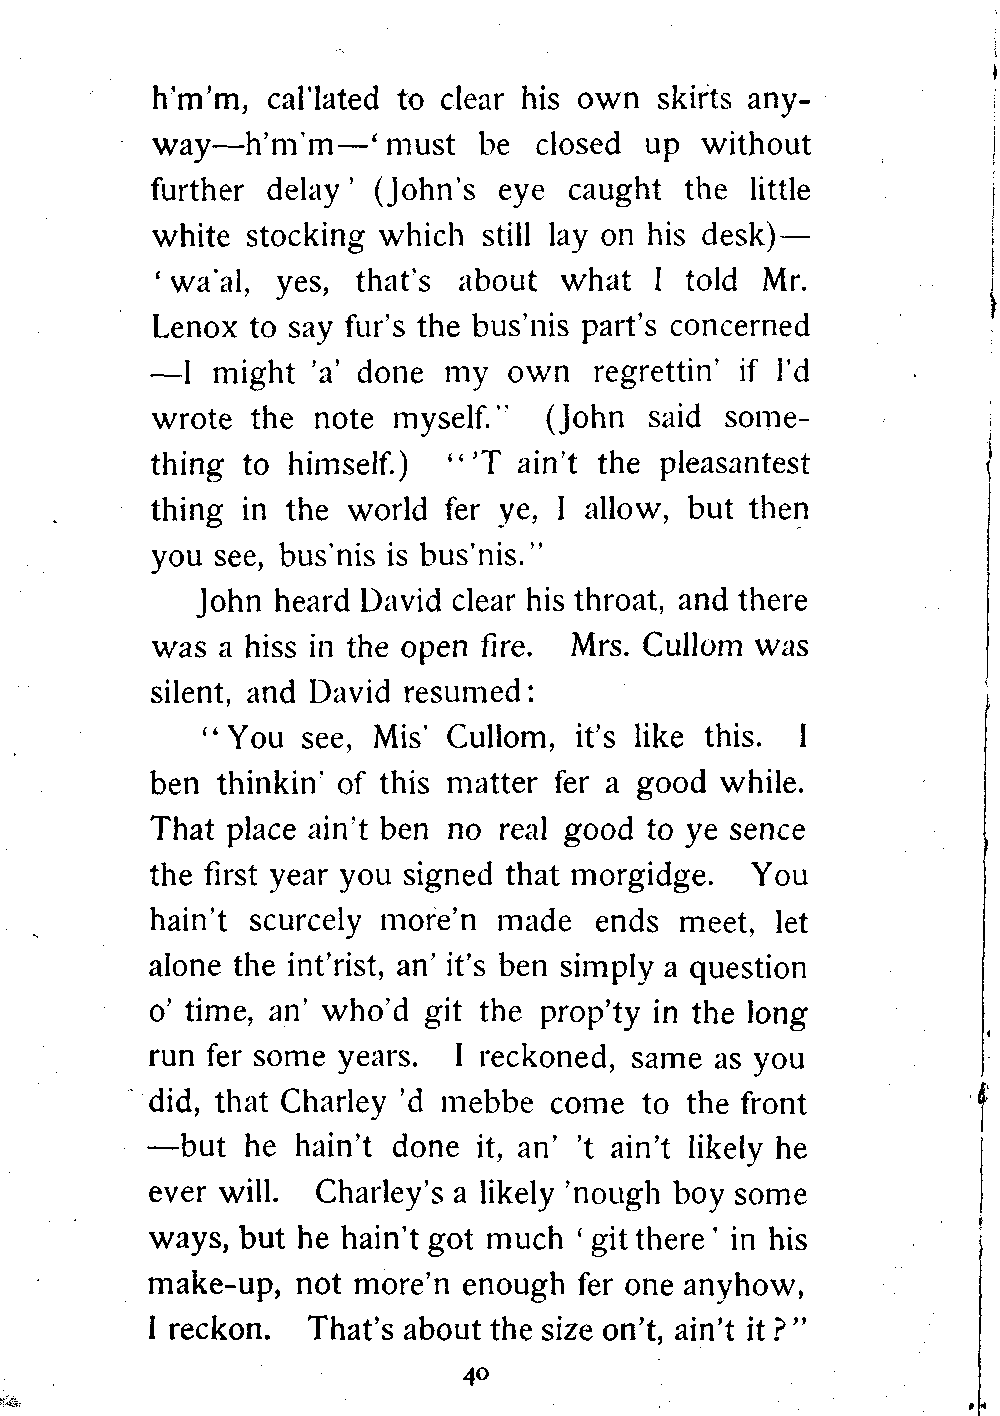 h'm'm, cal'lated to clear his own skirts any-
way—h'm'm—‘must be closed up without
further delay’ (John's eye caught the little
white stocking which still lay on his desk)—
‘wa'al, yes, that's about what I told Mr.
Lenox to say fur's the bus'nis part's concerned
—I might 'a' done my own regrettin' if I'd
wrote the note myself.” (John said some-
thing to himself.) “'T ain't the pleasantest
thing in the world fer ye, I allow, but then
you see, bus'nis is bus'nis.”
John heard David clear his throat, and there
was a hiss in the open fire. Mrs. Cullom was
silent, and David resumed:
“You see, Mis' Cullom, it's like this. I
ben thinkin' of this matter fer a good while.
That place ain't ben no real good to ye sence
the first year you signed that morgidge. You
hain't scurcely more'n made ends meet, let
alone the int'rist, an' it's ben simply a question
o' time, an' who'd git the prop'ty in the long
run fer some years. I reckoned, same as you
did, that Charley 'd mebbe come to the front
—but he hain't done it, an' 't ain't likely he
ever will. Charley's a likely 'nough boy some
ways, but he hain't got much ‘git there’ in his
make-up, not more'n enough fer one anyhow,
I reckon. That's about the size on't, ain't it?”
40